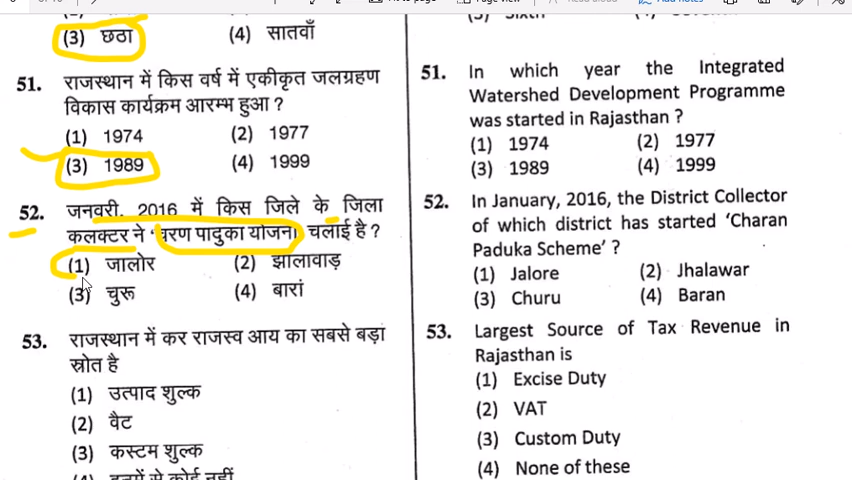 (3) छठा
(4) सातवाँ
51. राजस्थान में किस वर्ष में एकीकृत जलग्रहण
विकास कार्यक्रम आरम्भ हुआ ?
(1) 1974
(2) 1977
(3) 1989
(4) 1999
52. जनवरी, 2016 में किस जिले के जिला
कलक्टर ने 'चरण पादुका योजना' चलाई है ?
(1) जालोर
(2) झालावाड़
(3) चुरू
(4) बारां
53. राजस्थान में कर राजस्व आय का सबसे बड़ा
स्रोत है
(1) उत्पाद शुल्क
(2) वैट
(3) कस्टम शुल्क
(4) इनमें से कोई नहीं
51. In which year the Integrated
Watershed Development Programme
was started in Rajasthan ?
(1) 1974
(2) 1977
(3) 1989
(4) 1999
52. In January, 2016, the District Collector
of which district has started 'Charan
Paduka Scheme' ?
(1) Jalore
(2) Jhalawar
(3) Churu
(4) Baran
53. Largest Source of Tax Revenue in
Rajasthan is
(1) Excise Duty
(2) VAT
(3) Custom Duty
(4) None of these